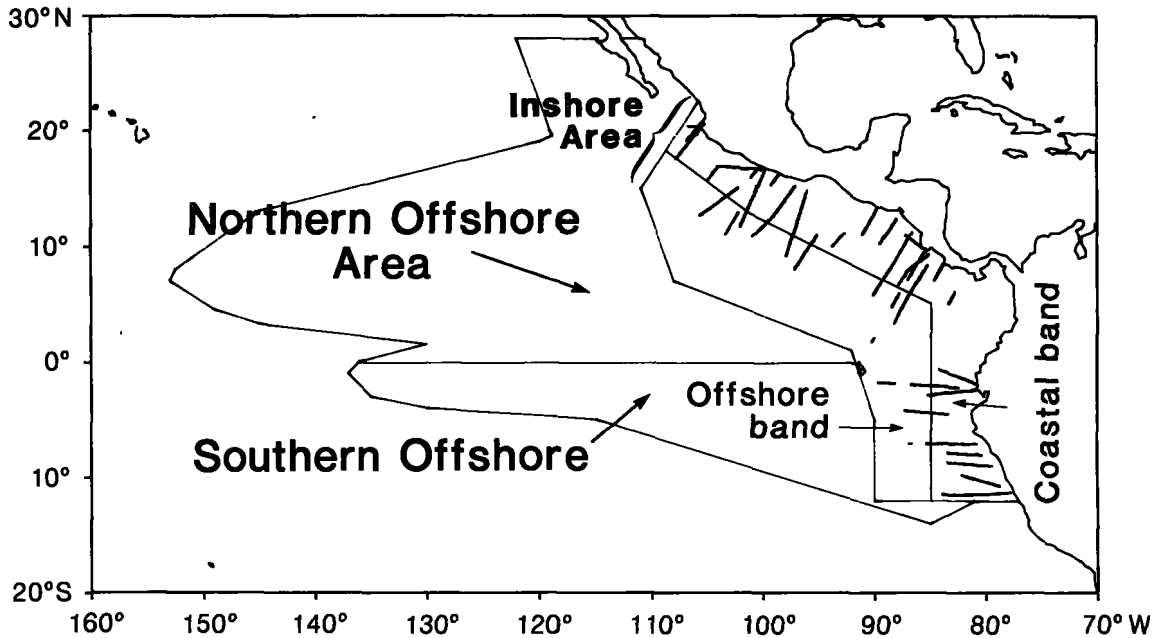 30°N
20°
10°
0°
10°
20°S
Inshore
Area
Northern Offshore
Area
Offshore
band
Southern Offshore
Coastal band
160°
150°
140°
130°
120°
110°
100°
90°
80°
70° W